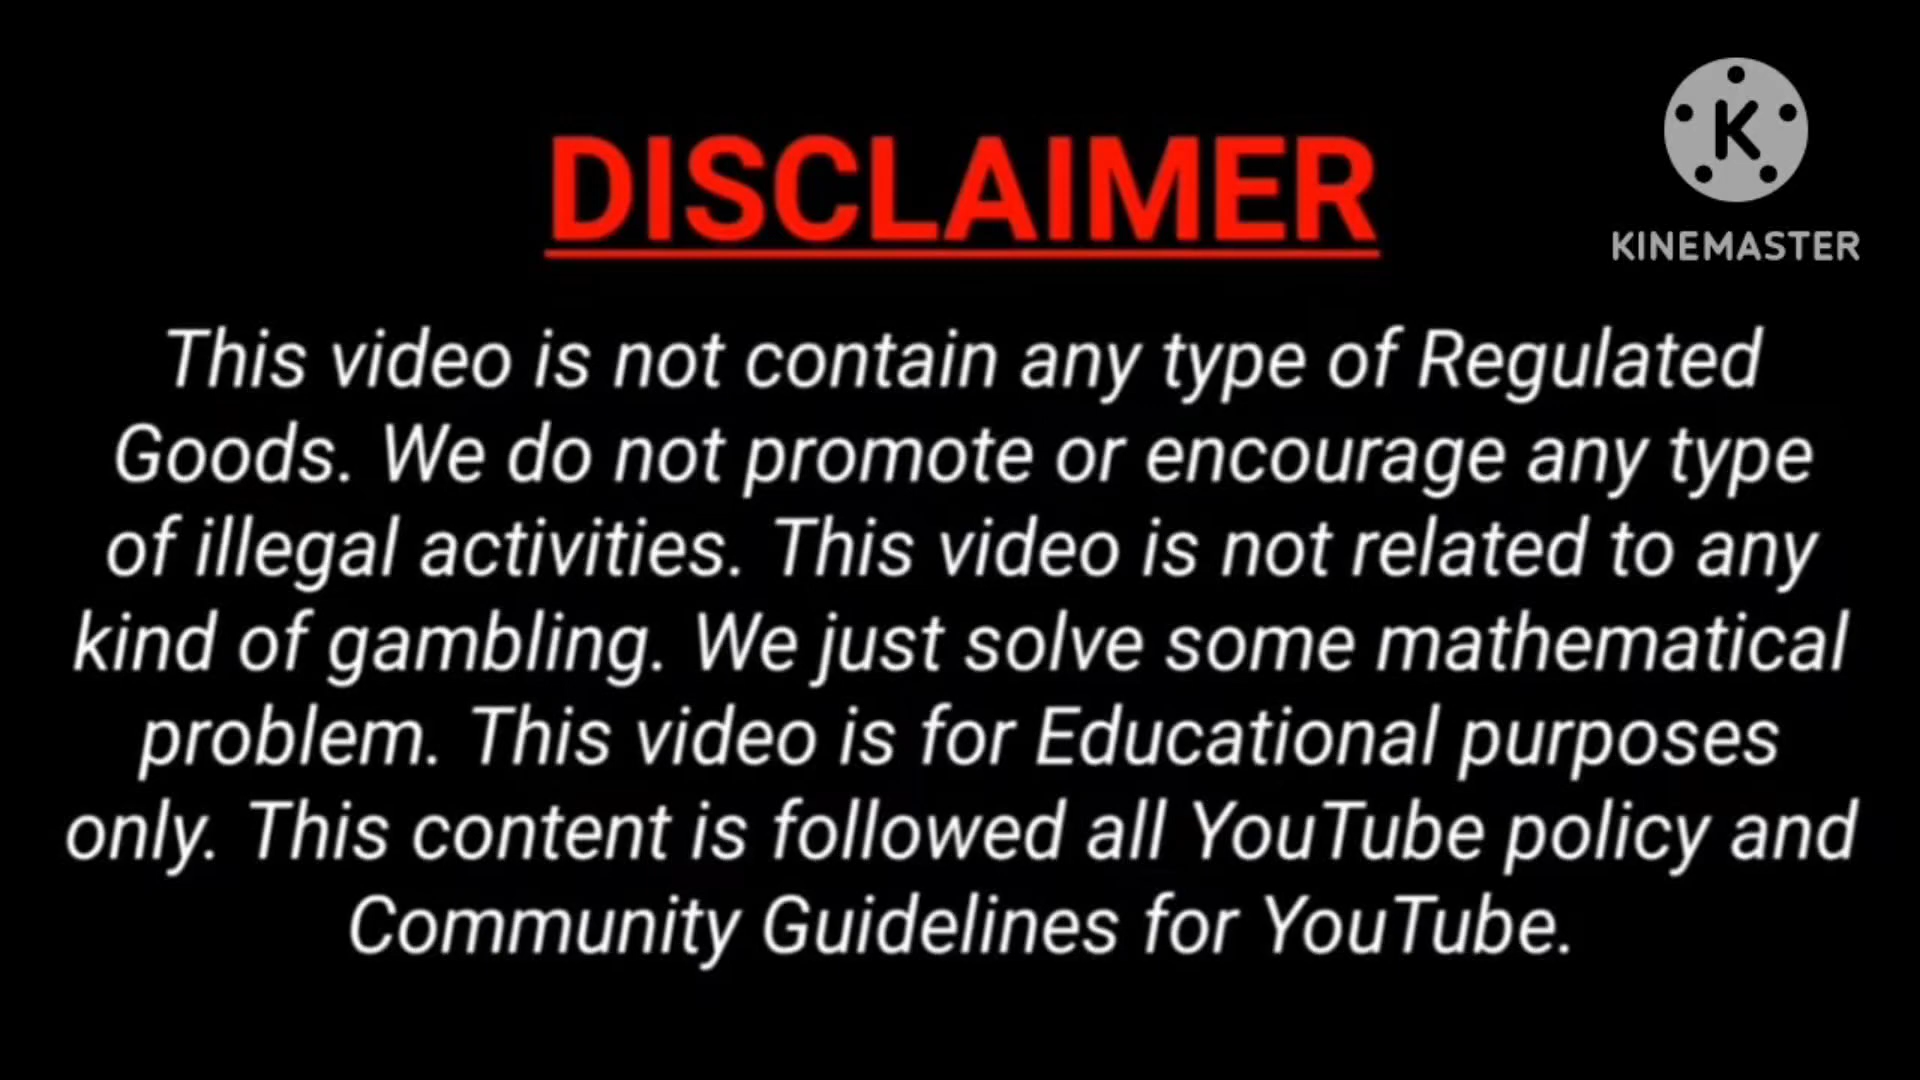 DISCLAIMER
K
KINEMASTER
This video is not contain any type of Regulated
Goods. We do not promote or encourage any type
of illegal activities. This video is not related to any
kind of gambling. We just solve some mathematical
problem. This video is for Educational purposes
only. This content is followed all YouTube policy and
Community Guidelines for YouTube.